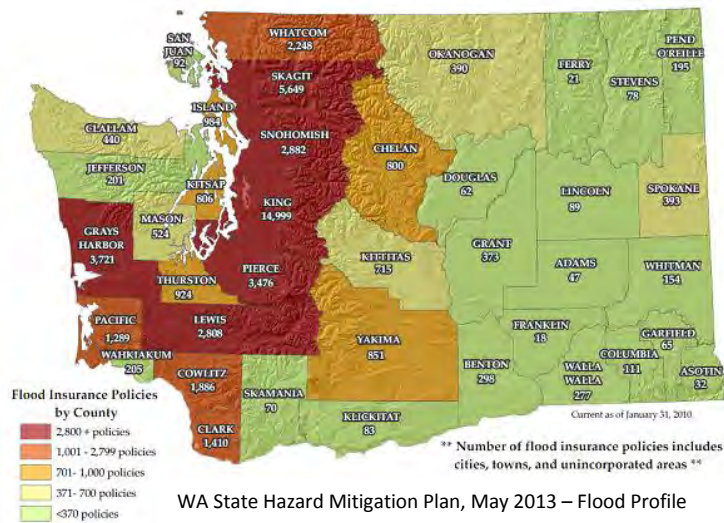 WHATCOM
2,248
SAN
JUAN
92
SKAGIT
5,649
OKANOGAN
390
FERRY
21
STEVENS
78
PEND
O'REILLE
195
ISLAND
984
SNOHOMISH
2,882
CLALLAM
440
CHELAN
800
JEFFERSON
201
KITSAP
806
DOUGLAS
62
LINCOLN
89
SPOKANE
393
KING
14,999
MASON
524
GRAYS
HARBOR
3,721
KITTITAS
715
GRANT
373
ADAMS
47
WHITMAN
154
PIERCE
3,476
THURSTON
924
PACIFIC
1,289
LEWIS
2,808
YAKIMA
851
FRANKLIN
18
GARFIELD
65
COLUMBIA
111
WAHKIAKUM
205
COWLITZ
1,886
BENTON
298
WALLA
WALLA
277
ASOTIN
32
SKAMANIA
70
KLICKITAT
83
CLARK
1,410
Flood Insurance Policies
by County
2,800 + policies
1,001 - 2,799 policies
701- 1,000 policies
371- 700 policies
<370 policies
Current as of January 31, 2010.
** Number of flood insurance policies includes
cities, towns, and unincorporated areas **
WA State Hazard Mitigation Plan, May 2013 – Flood Profile